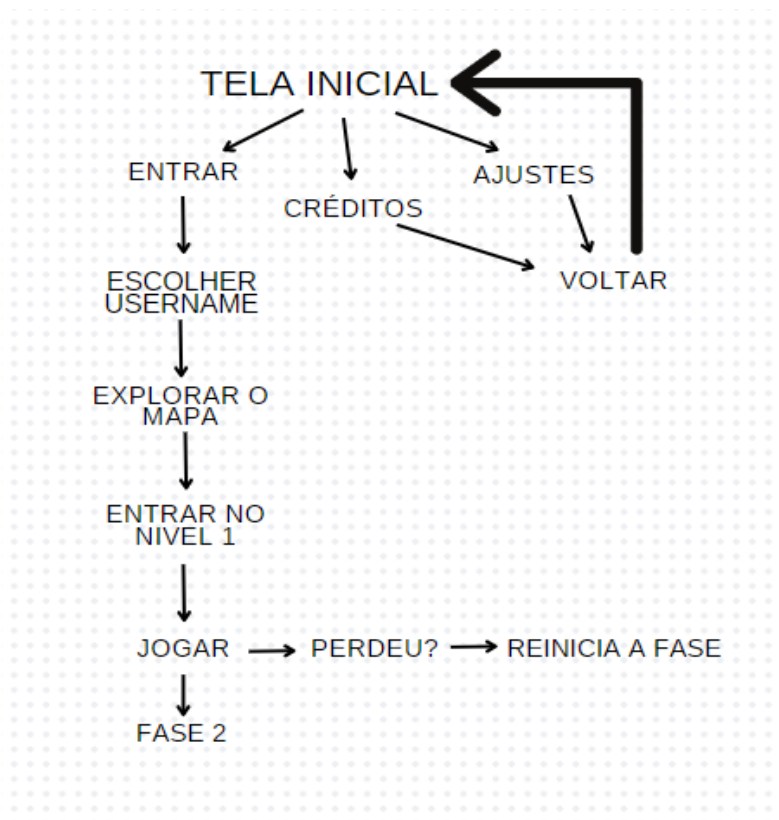 TELA INICIAL
ENTRAR
AJUSTES
CRÉDITOS
ESCOLHER
USERNAME
VOLTAR
EXPLORAR O
MAPA
ENTRAR NO
NIVEL 1
JOGAR
PERDEU?
REINICIA A FASE
FASE 2